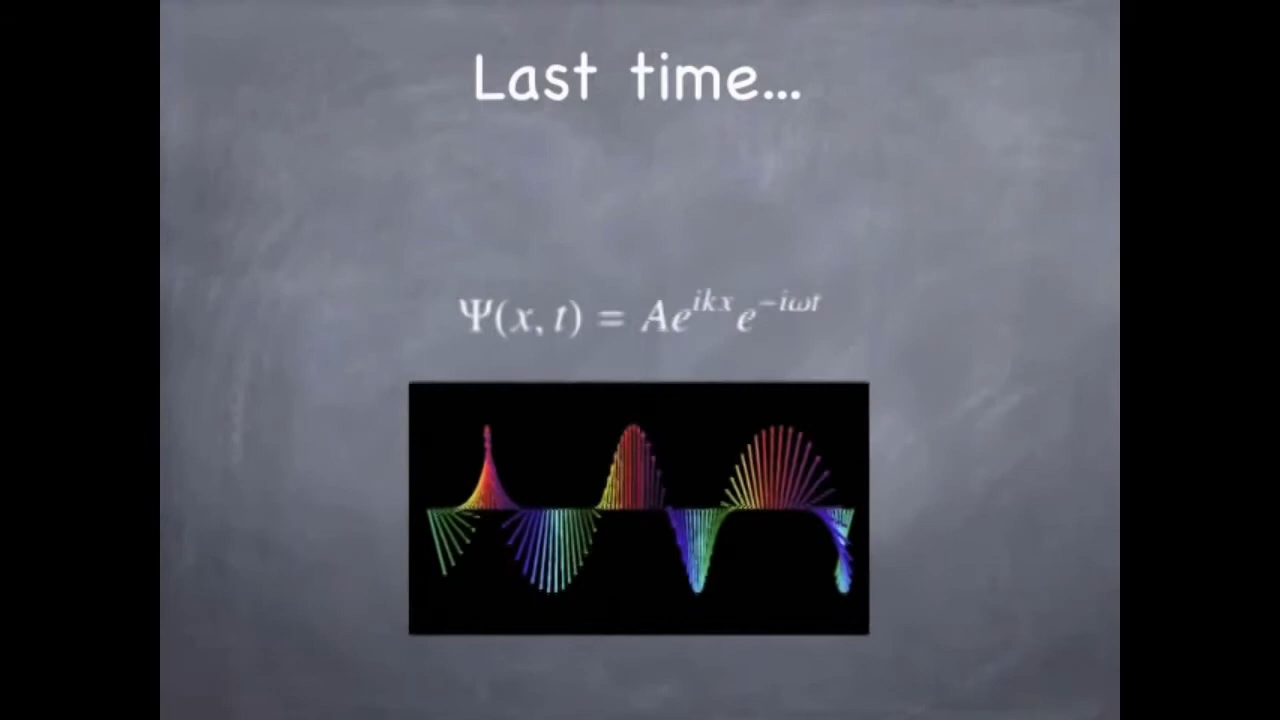 Last time...
Ψ(x, t) = Ae^{ikx}e^{-iωt}